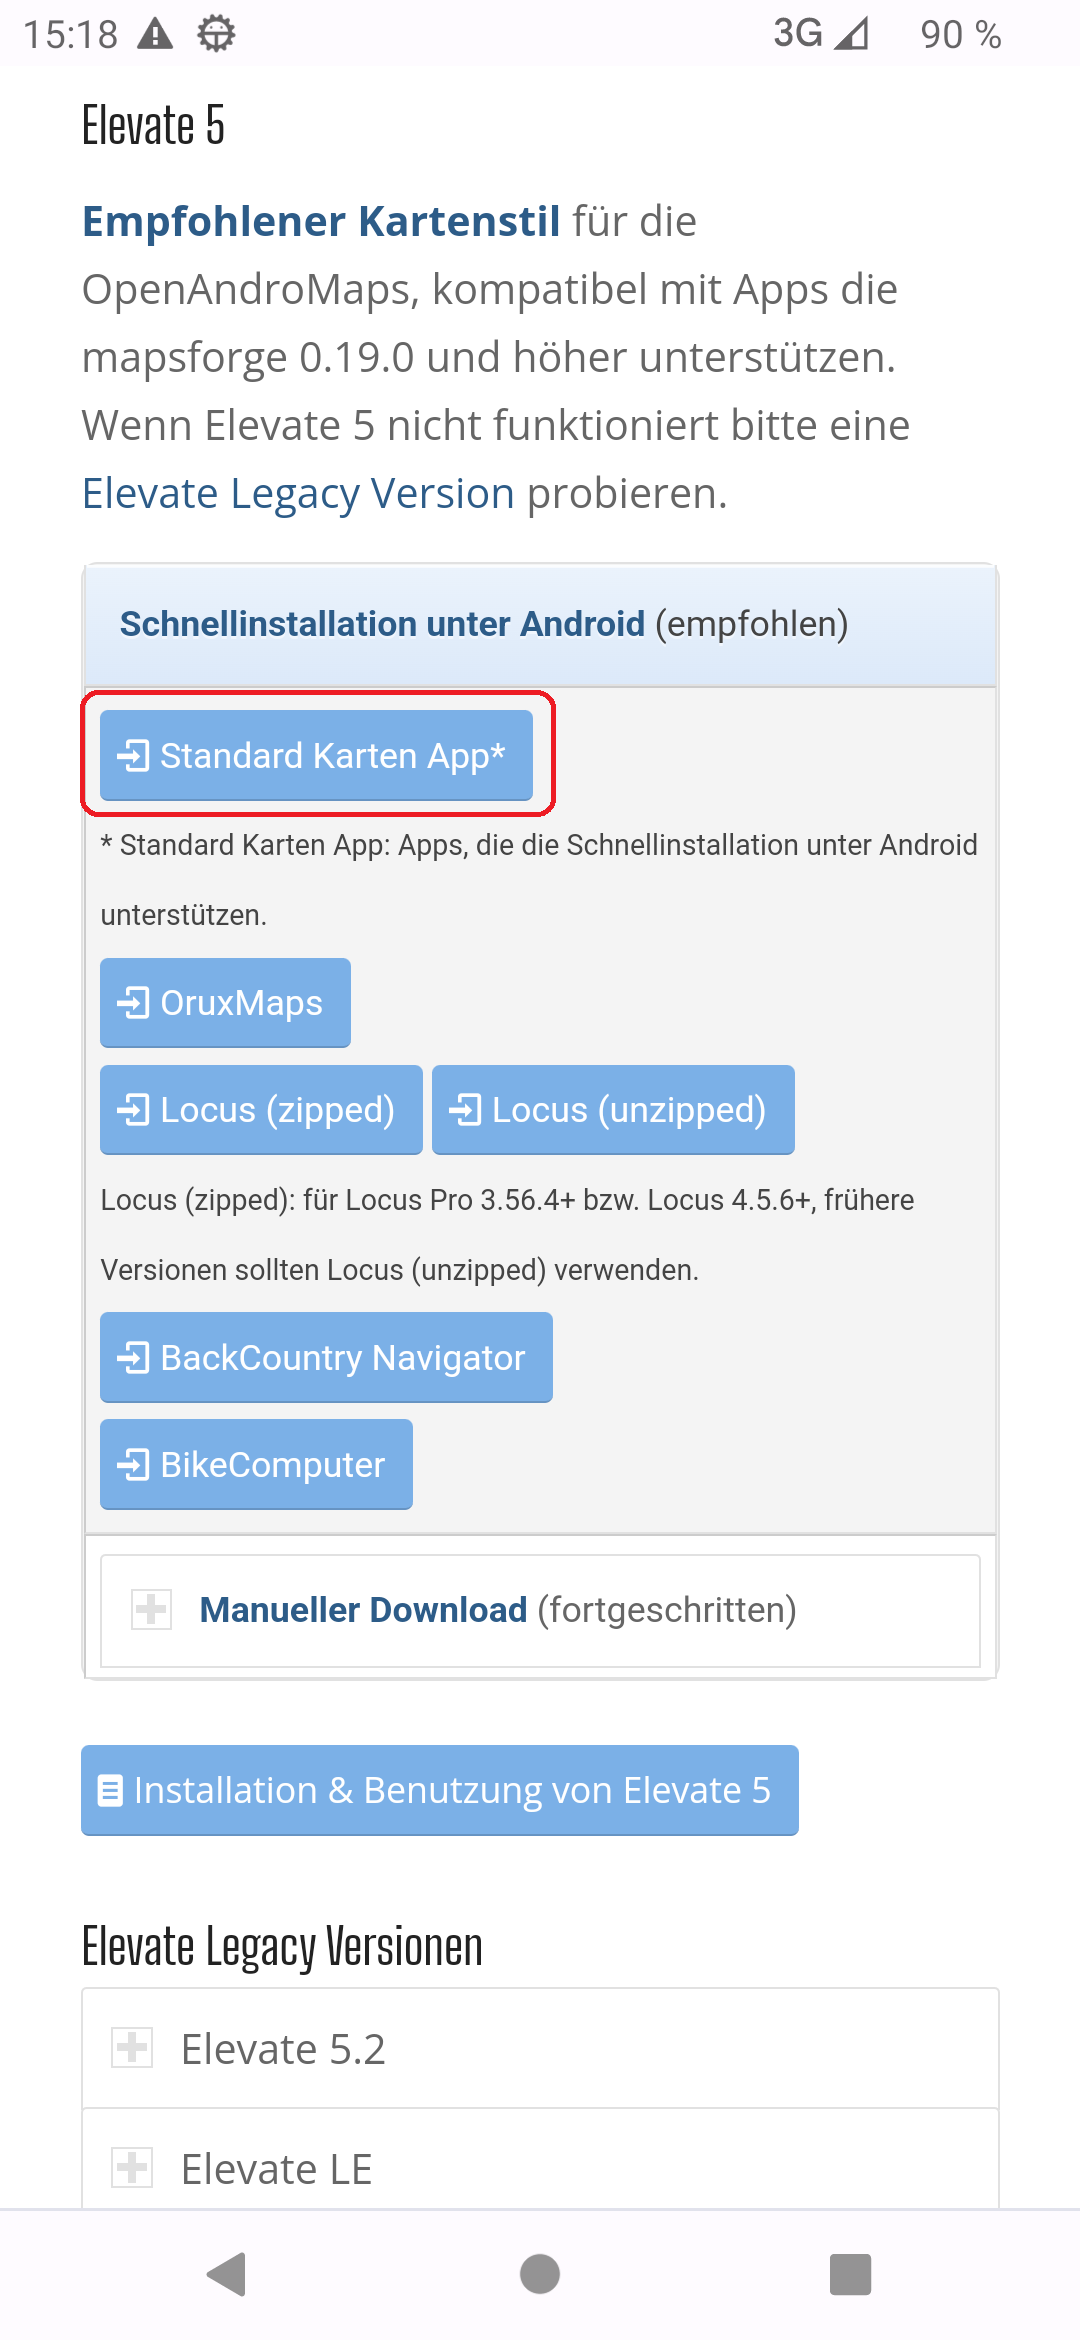 15:18 3G 90 %
Elevate 5
Empfohlener Kartenstil für die
OpenAndroMaps, kompatibel mit Apps die
mapsforge 0.19.0 und höher unterstützen.
Wenn Elevate 5 nicht funktioniert bitte eine
Elevate Legacy Version probieren.
Schnellinstallation unter Android (empfohlen)
Standard Karten App*
* Standard Karten App: Apps, die die Schnellinstallation unter Android
unterstützen.
OruxMaps
Locus (zipped) Locus (unzipped)
Locus (zipped): für Locus Pro 3.56.4+ bzw. Locus 4.5.6+, frühere
Versionen sollten Locus (unzipped) verwenden.
BackCountry Navigator
BikeComputer
Manueller Download (fortgeschritten)
Installation & Benutzung von Elevate 5
Elevate Legacy Versionen
Elevate 5.2
Elevate LE